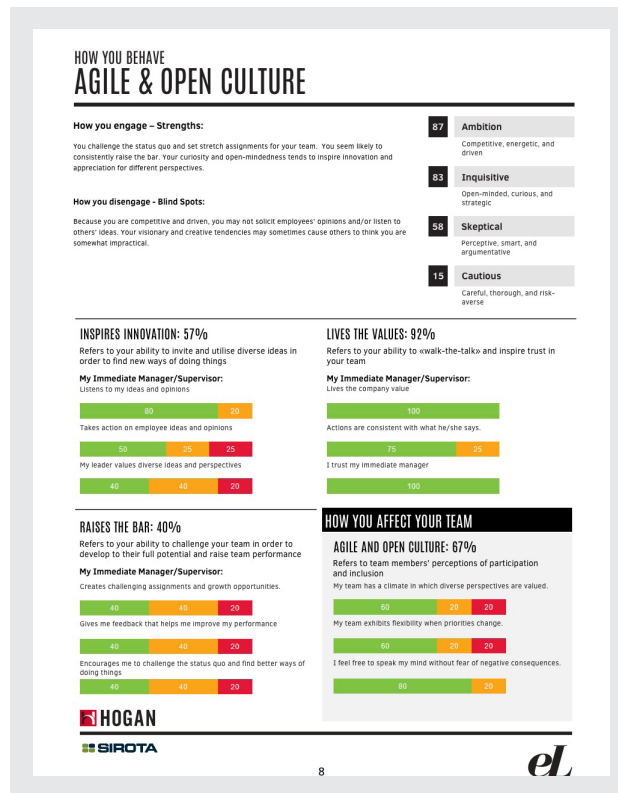 HOW YOU BEHAVE
AGILE & OPEN CULTURE
How you engage – Strengths:
You challenge the status quo and set stretch assignments for your team. You seem likely to
consistently raise the bar. Your curiosity and open-mindedness tends to inspire innovation and
appreciation for different perspectives.
How you disengage - Blind Spots:
Because you are competitive and driven, you may not solicit employees' opinions and/or listen to
others' ideas. Your visionary and creative tendencies may sometimes cause others to think you are
somewhat impractical.
87 Ambition
Competitive, energetic, and
driven
83 Inquisitive
Open-minded, curious, and
strategic
58 Skeptical
Perceptive, smart, and
argumentative
15 Cautious
Careful, thorough, and risk-
averse
INSPIRES INNOVATION: 57%
Refers to your ability to invite and utilise diverse ideas in
order to find new ways of doing things
My Immediate Manager/Supervisor:
Listens to my ideas and opinions
80 20
Takes action on employee ideas and opinions
50 25 25
My leader values diverse ideas and perspectives
40 40 20
LIVES THE VALUES: 92%
Refers to your ability to «walk-the-talk» and inspire trust in
your team
My Immediate Manager/Supervisor:
Lives the company value
100
Actions are consistent with what he/she says.
75 25
I trust my immediate manager
100
RAISES THE BAR: 40%
Refers to your ability to challenge your team in order to
develop to their full potential and raise team performance
My Immediate Manager/Supervisor:
Creates challenging assignments and growth opportunities.
40 40 20
Gives me feedback that helps me improve my performance
40 40 20
Encourages me to challenge the status quo and find better ways of
doing things
40 40 20
HOW YOU AFFECT YOUR TEAM
AGILE AND OPEN CULTURE: 67%
Refers to team members' perceptions of participation
and inclusion
My team has a climate in which diverse perspectives are valued.
60 20 20
My team exhibits flexibility when priorities change.
60 20 20
I feel free to speak my mind without fear of negative consequences.
80 20
HOGAN
SIROTA
8
eL